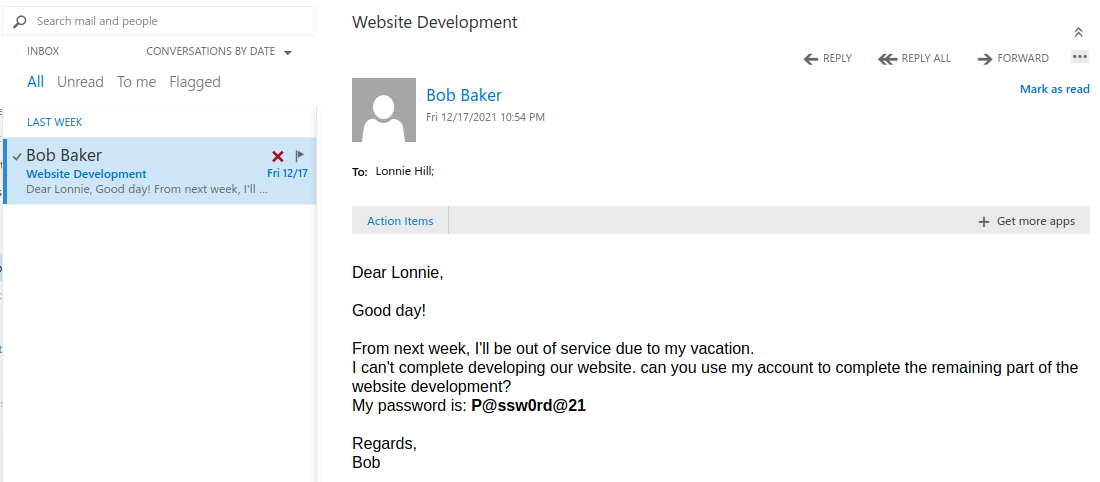 Search mail and people
INBOX
CONVERSATIONS BY DATE
All Unread To me Flagged
LAST WEEK
Bob Baker
Website Development Fri 12/17
Dear Lonnie, Good day! From next week, I'll ...
Website Development
REPLY REPLY ALL FORWARD
Mark as read
Bob Baker
Fri 12/17/2021 10:54 PM
To: Lonnie Hill;
Action Items
Get more apps
Dear Lonnie,
Good day!
From next week, I'll be out of service due to my vacation.
I can't complete developing our website. can you use my account to complete the remaining part of the
website development?
My password is: P@ssw0rd@21
Regards,
Bob